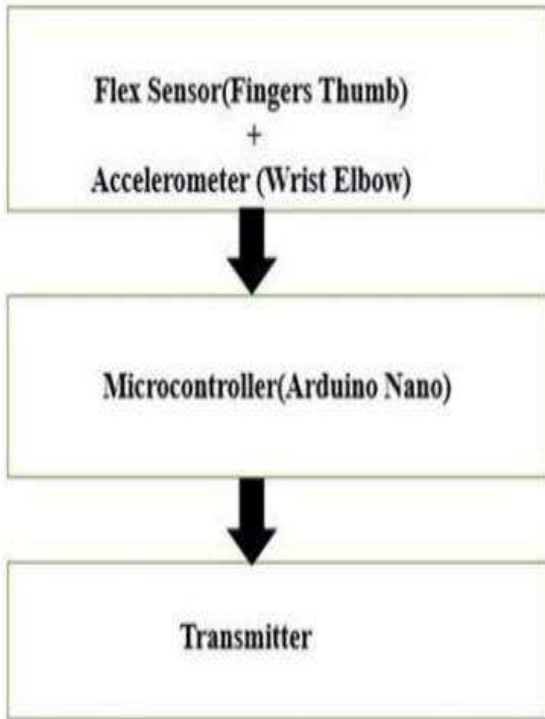 Flex Sensor(Fingers Thumb)
+
Accelerometer (Wrist Elbow)
Microcontroller(Arduino Nano)
Transmitter